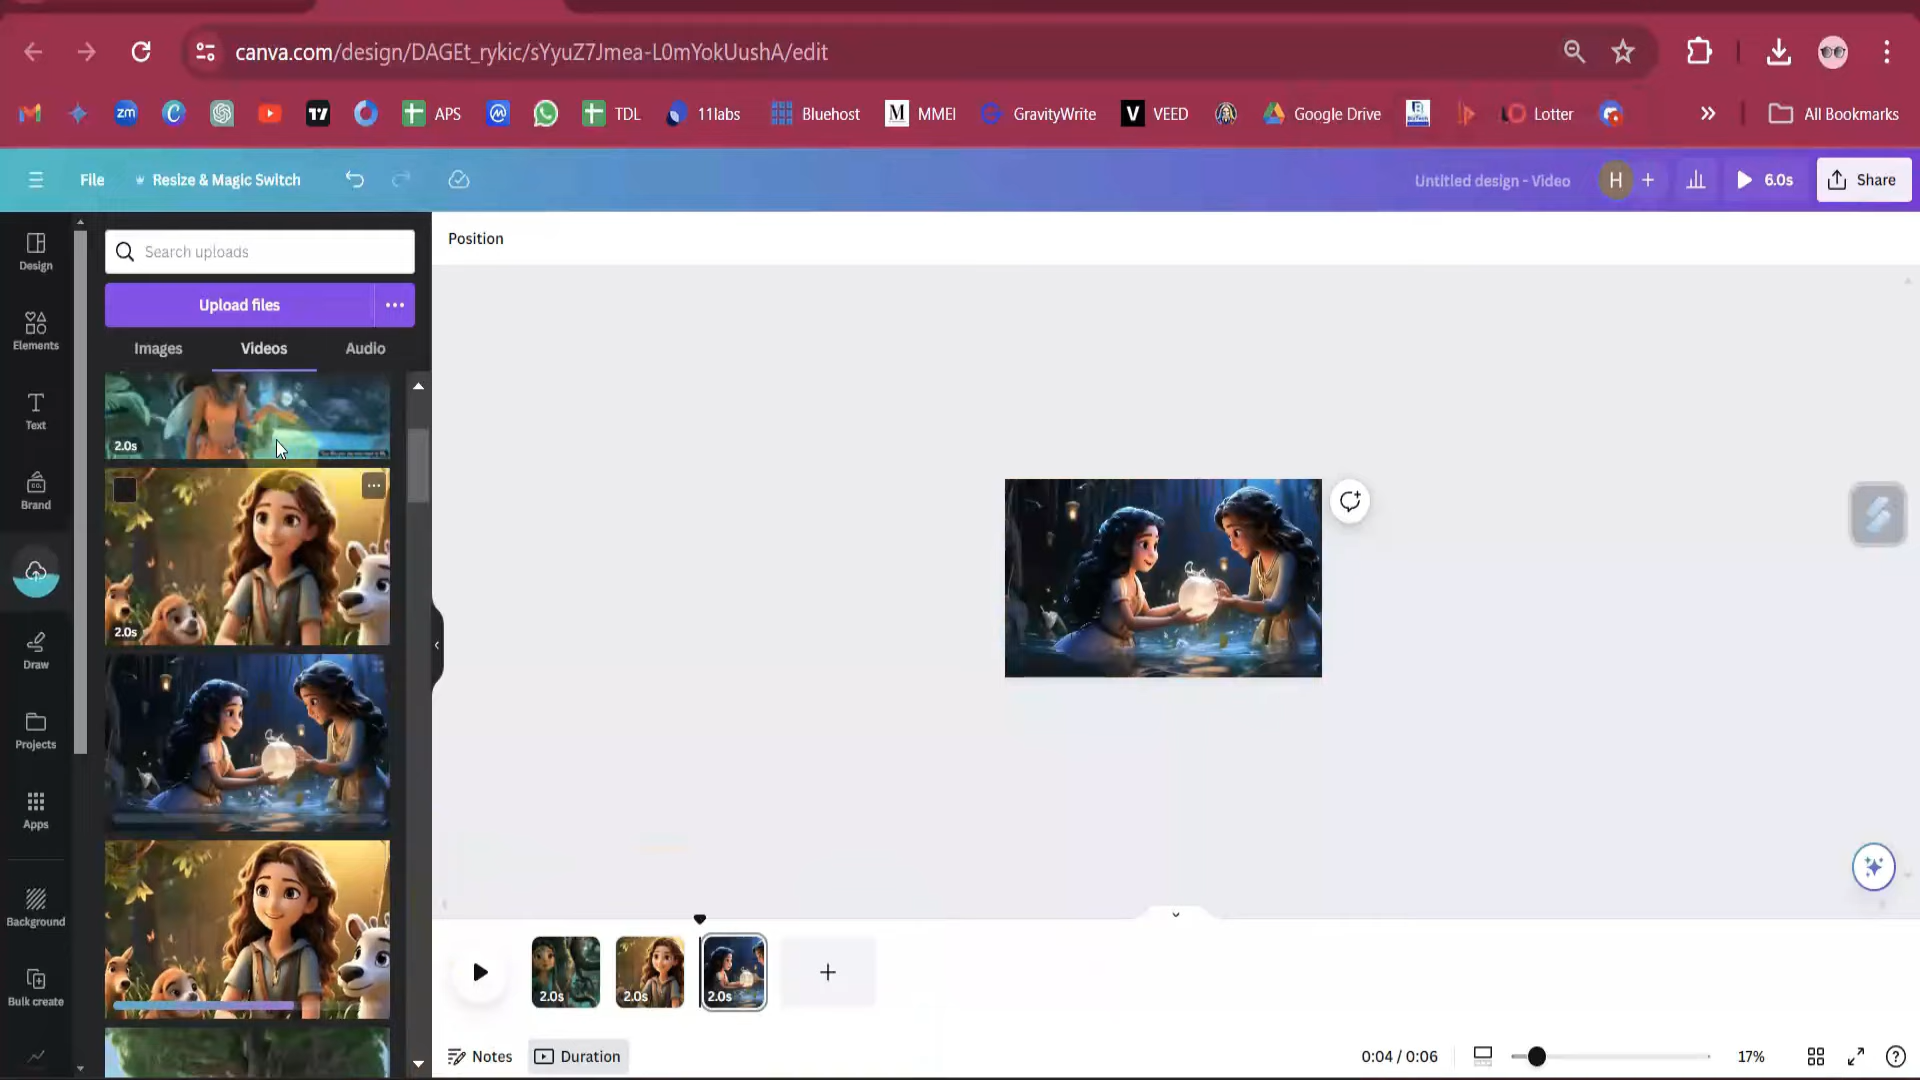 canva.com/design/DAGEt_rykic/sYyuZ7Jmea-L0mYokUushA/edit
zm
APS
TDL
11labs
Bluehost
M
MMEI
GravityWrite
V
VEED
Google Drive
Lotter
All Bookmarks
File
Resize & Magic Switch
Untitled design - Video
H
6.0s
Share
Design
Elements
Text
Brand
Draw
Projects
Apps
Background
Bulk create
Search uploads
Upload files
Images
Videos
Audio
2.0s
2.0s
Position
2.0s
2.0s
2.0s
Notes
Duration
0:04 / 0:06
17%